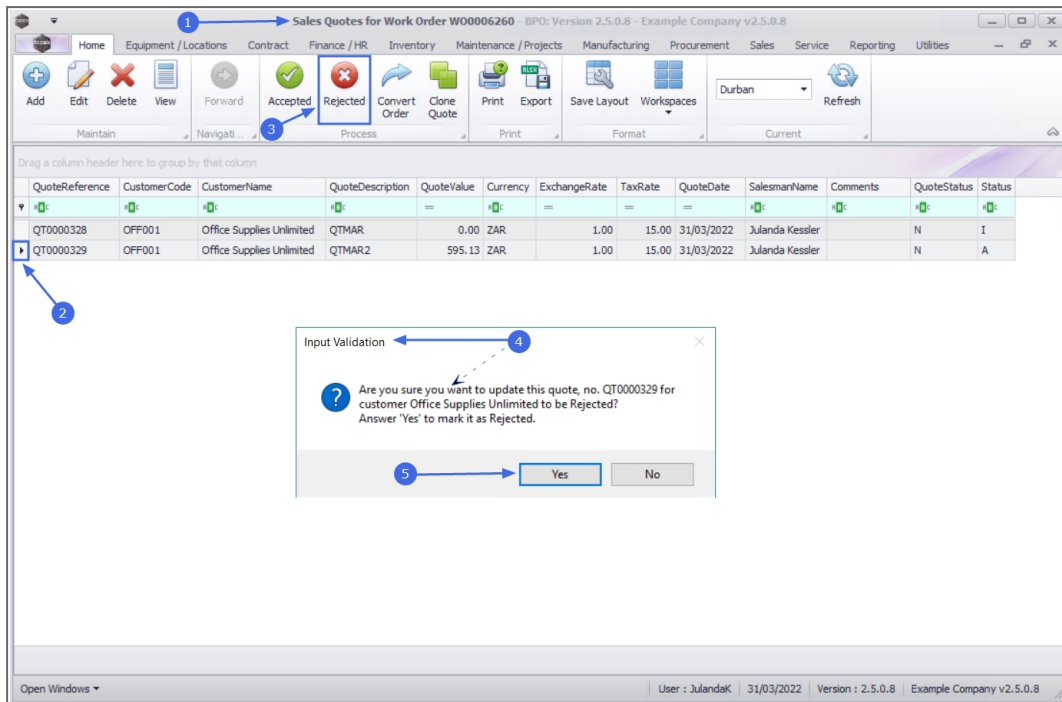 1
Sales Quotes for Work Order WO0006260 - BPO: Version 2.5.0.8 - Example Company v2.5.0.8
Home Equipment / Locations Contract Finance / HR Inventory Maintenance / Projects Manufacturing Procurement Sales Service Reporting Utilities
Add Edit Delete View Forward Accepted Rejected Convert Order Clone Quote Print Export Save Layout Workspaces Durban Refresh
3
Maintain Navigati... Process Print Format Current
Drag a column header here to group by that column
QuoteReference CustomerCode CustomerName QuoteDescription QuoteValue Currency ExchangeRate TaxRate QuoteDate SalesmanName Comments QuoteStatus Status
QT0000328 OFF001 Office Supplies Unlimited QTMAR 0.00 ZAR 1.00 15.00 31/03/2022 Julanda Kessler N I
QT0000329 OFF001 Office Supplies Unlimited QTMAR2 595.13 ZAR 1.00 15.00 31/03/2022 Julanda Kessler N A
2
Input Validation
4
Are you sure you want to update this quote, no. QT0000329 for
customer Office Supplies Unlimited to be Rejected?
Answer 'Yes' to mark it as Rejected.
5
Yes No
Open Windows User : JulandaK 31/03/2022 Version : 2.5.0.8 Example Company v2.5.0.8